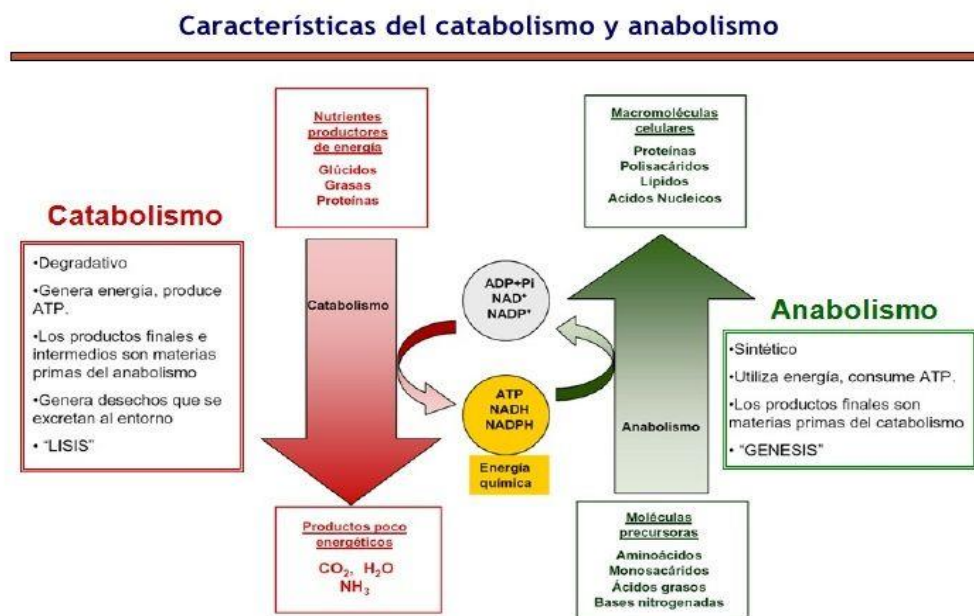 Características del catabolismo y anabolismo
Nutrientes
productores
de energía
Glúcidos
Grasas
Proteínas
Macromoléculas
celulares
Proteínas
Polisacáridos
Lípidos
Acidos Nucleicos
Catabolismo
•Degradativo
•Genera energía, produce
ATP.
•Los productos finales e
intermedios son materias
primas del anabolismo
•Genera desechos que se
excretan al entorno
• “LISIS”
Catabolismo
ADP+Pi
NAD⁺
NADP⁺
ATP
NADH
NADPH
Energía
química
Anabolismo
Anabolismo
•Sintético
•Utiliza energía, consume ATP.
•Los productos finales son
materias primas del catabolismo
• “GENESIS”
Productos poco
energéticos
CO₂, H₂O
NH₃
Moléculas
precursoras
Aminoácidos
Monosacáridos
Ácidos grasos
Bases nitrogenadas